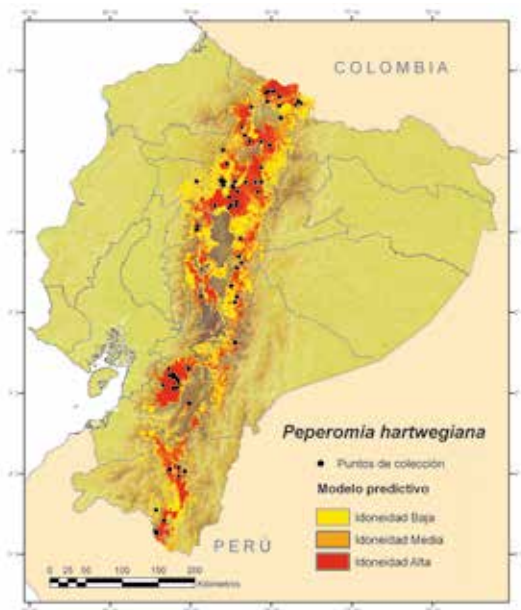 COLOMBIA
Peperomia hartwegiana
Puntos de colección
Modelo predictivo
Idoneidad Baja
Idoneidad Media
Idoneidad Alta
PERÚ
0 25 50 100 150 200
Kilómetros